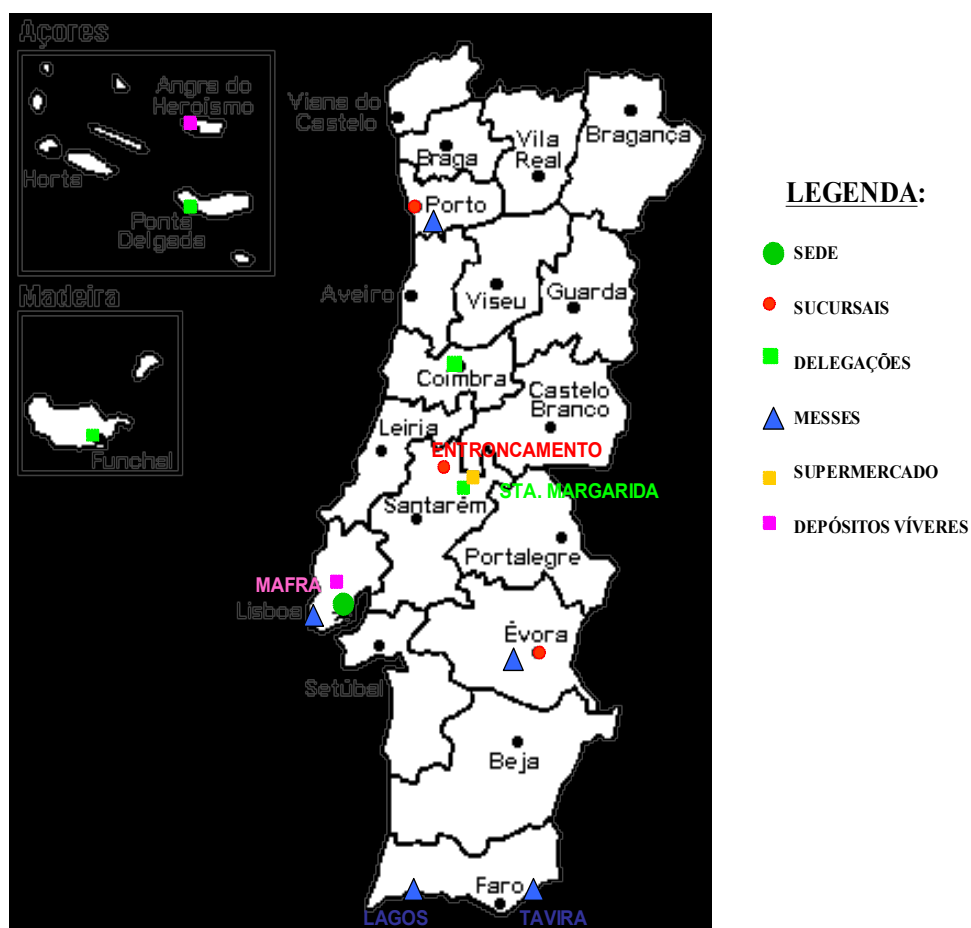 Açores
Angra do
Heroísmo
Horta
Ponta
Delgada
Madeira
Funchal
Viana do
Castelo
Braga
Vila
Real
Bragança
Porto
Aveiro
Viseu
Guarda
Coimbra
Castelo
Branco
Leiria
ENTRONCAMENTO
STA. MARGARIDA
Santarém
Portalegre
MAFRA
Lisboa
Évora
Setúbal
Beja
Faro
LAGOS
TAVIRA
LEGENDA:
SEDE
SUCURSAIS
DELEGAÇÕES
MESSES
SUPERMERCADO
DEPÓSITOS VÍVERES